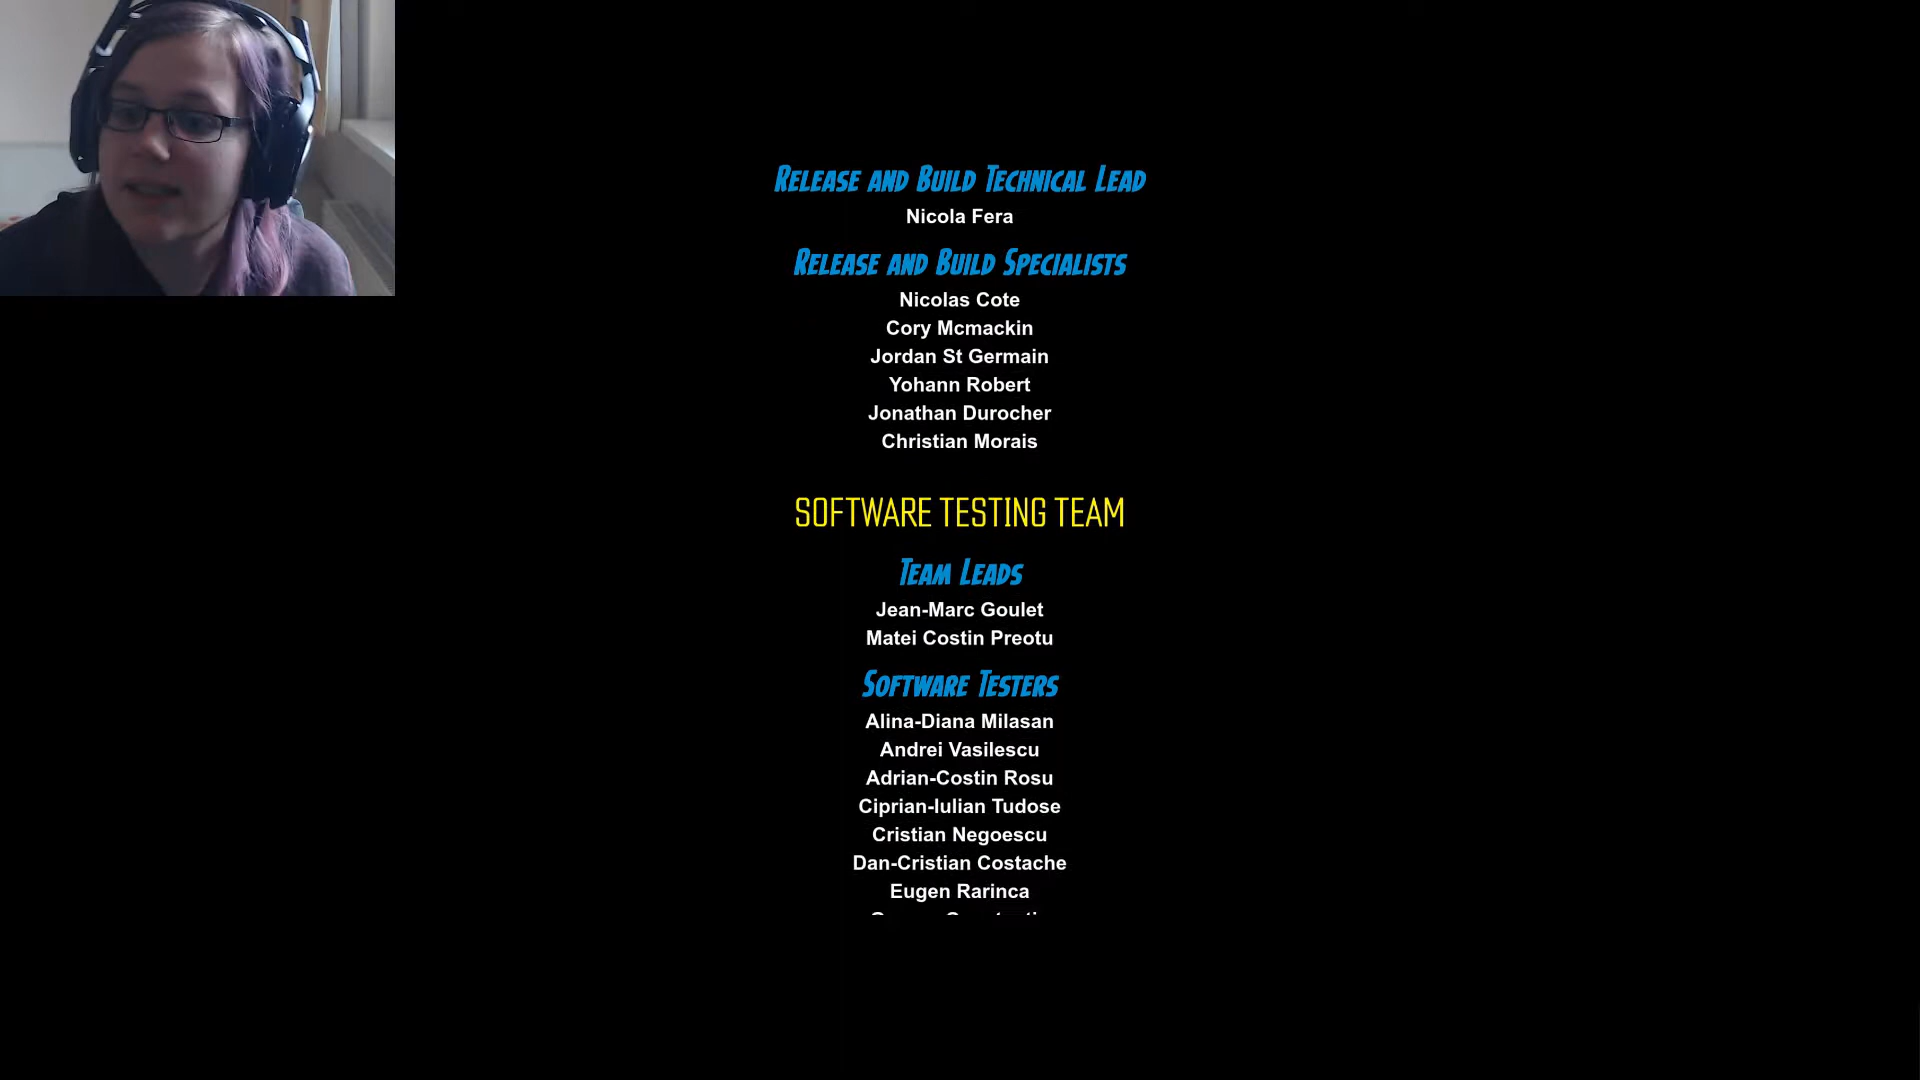 Release and Build Technical Lead
Nicola Fera
Release and Build Specialists
Nicolas Cote
Cory Mcmackin
Jordan St Germain
Yohann Robert
Jonathan Durocher
Christian Morais
SOFTWARE TESTING TEAM
Team Leads
Jean-Marc Goulet
Matei Costin Preotu
Software Testers
Alina-Diana Milasan
Andrei Vasilescu
Adrian-Costin Rosu
Ciprian-Iulian Tudose
Cristian Negoescu
Dan-Cristian Costache
Eugen Rarinca